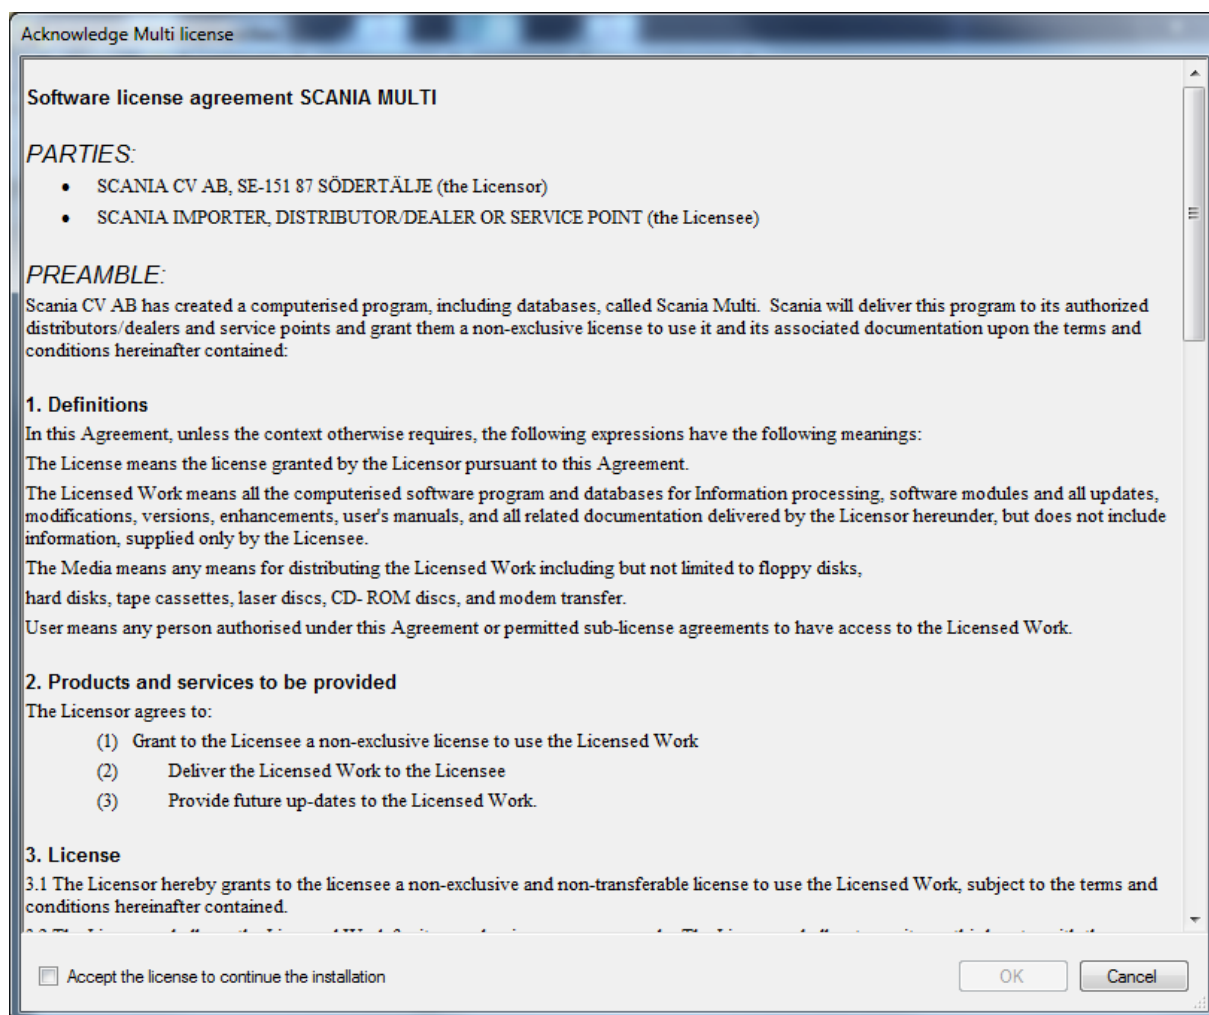 Acknowledge Multi license
Software license agreement SCANIA MULTI
PARTIES:
• SCANIA CV AB, SE-151 87 SÖDERTÄLJE (the Licensor)
• SCANIA IMPORTER, DISTRIBUTOR/DEALER OR SERVICE POINT (the Licensee)
PREAMBLE:
Scania CV AB has created a computerised program, including databases, called Scania Multi. Scania will deliver this program to its authorized
distributors/dealers and service points and grant them a non-exclusive license to use it and its associated documentation upon the terms and
conditions hereinafter contained:
1. Definitions
In this Agreement, unless the context otherwise requires, the following expressions have the following meanings:
The License means the license granted by the Licensor pursuant to this Agreement.
The Licensed Work means all the computerised software program and databases for Information processing, software modules and all updates,
modifications, versions, enhancements, user's manuals, and all related documentation delivered by the Licensor hereunder, but does not include
information, supplied only by the Licensee.
The Media means any means for distributing the Licensed Work including but not limited to floppy disks,
hard disks, tape cassettes, laser discs, CD- ROM discs, and modem transfer.
User means any person authorised under this Agreement or permitted sub-license agreements to have access to the Licensed Work.
2. Products and services to be provided
The Licensor agrees to:
(1) Grant to the Licensee a non-exclusive license to use the Licensed Work
(2) Deliver the Licensed Work to the Licensee
(3) Provide future up-dates to the Licensed Work.
3. License
3.1 The Licensor hereby grants to the licensee a non-exclusive and non-transferable license to use the Licensed Work, subject to the terms and
conditions hereinafter contained.
Accept the license to continue the installation
OK
Cancel